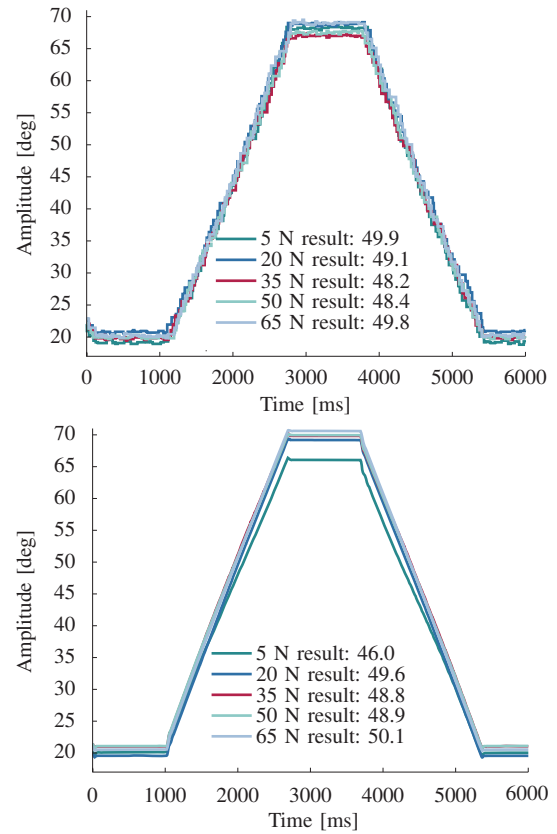 70
65
60
55
50
45
40
35
30
25
20
Amplitude [deg]
5 N result: 49.9
20 N result: 49.1
35 N result: 48.2
50 N result: 48.4
65 N result: 49.8
0 1000 2000 3000 4000 5000 6000
Time [ms]
70
65
60
55
50
45
40
35
30
25
20
Amplitude [deg]
5 N result: 46.0
20 N result: 49.6
35 N result: 48.8
50 N result: 48.9
65 N result: 50.1
0 1000 2000 3000 4000 5000 6000
Time [ms]